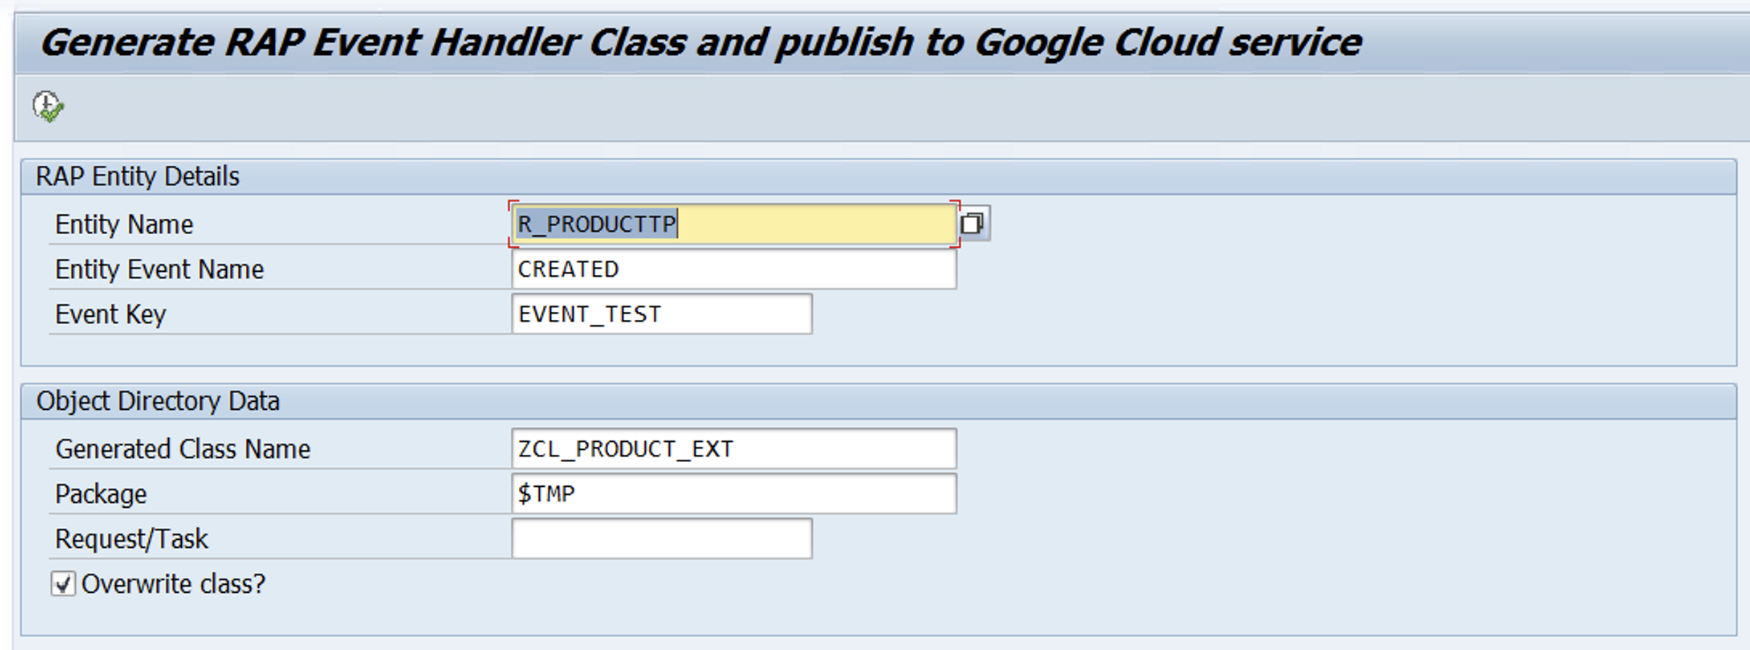 Generate RAP Event Handler Class and publish to Google Cloud service
RAP Entity Details
Entity Name R_PRODUCTTP
Entity Event Name CREATED
Event Key EVENT_TEST
Object Directory Data
Generated Class Name ZCL_PRODUCT_EXT
Package $TMP
Request/Task
Overwrite class?